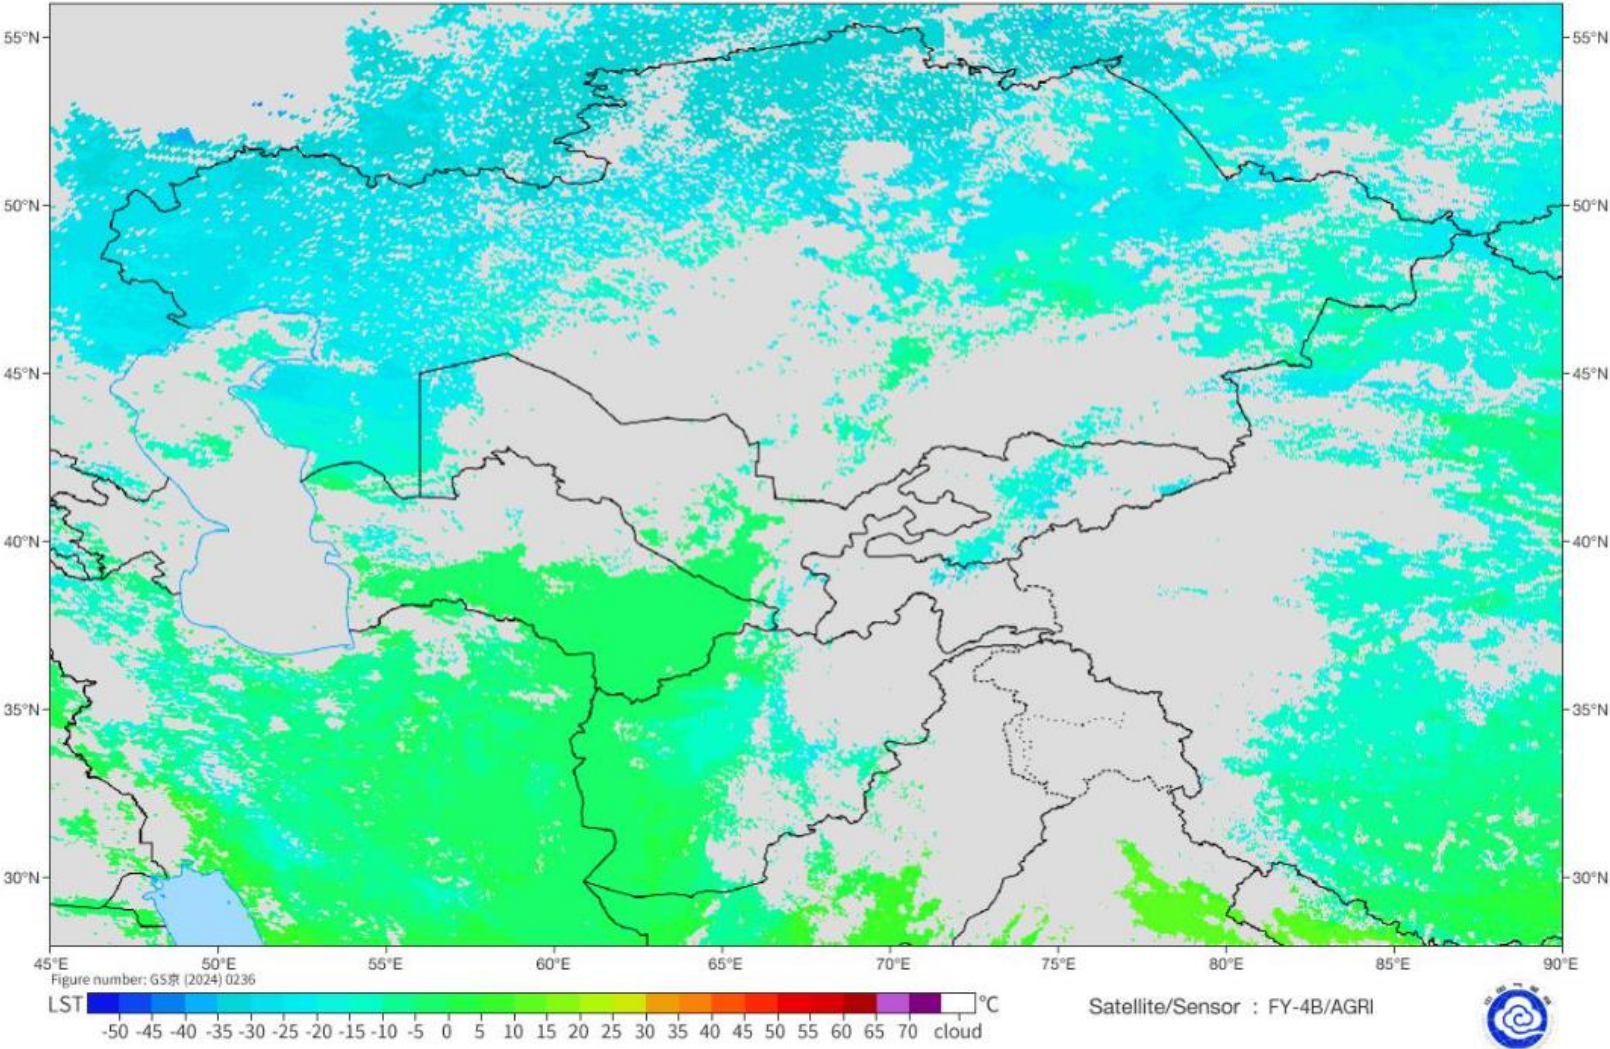 55°N 55°N
50°N 50°N
45°N 45°N
40°N 40°N
35°N 35°N
30°N 30°N
45°E 50°E 55°E 60°E 65°E 70°E 75°E 80°E 85°E 90°E
Figure number: GS京 (2024) 0236
LST °C
-50 -45 -40 -35 -30 -25 -20 -15 -10 -5 0 5 10 15 20 25 30 35 40 45 50 55 60 65 70 cloud
Satellite/Sensor : FY-4B/AGRI